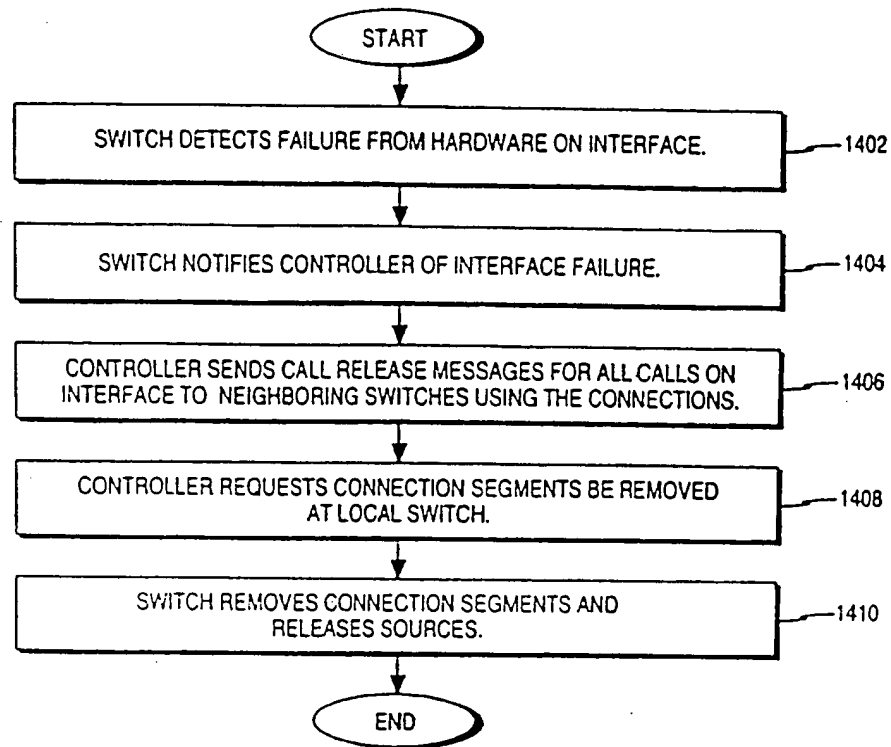 START
SWITCH DETECTS FAILURE FROM HARDWARE ON INTERFACE.
1402
SWITCH NOTIFIES CONTROLLER OF INTERFACE FAILURE.
1404
CONTROLLER SENDS CALL RELEASE MESSAGES FOR ALL CALLS ON
INTERFACE TO NEIGHBORING SWITCHES USING THE CONNECTIONS.
1406
CONTROLLER REQUESTS CONNECTION SEGMENTS BE REMOVED
AT LOCAL SWITCH.
1408
SWITCH REMOVES CONNECTION SEGMENTS AND
RELEASES SOURCES.
1410
END